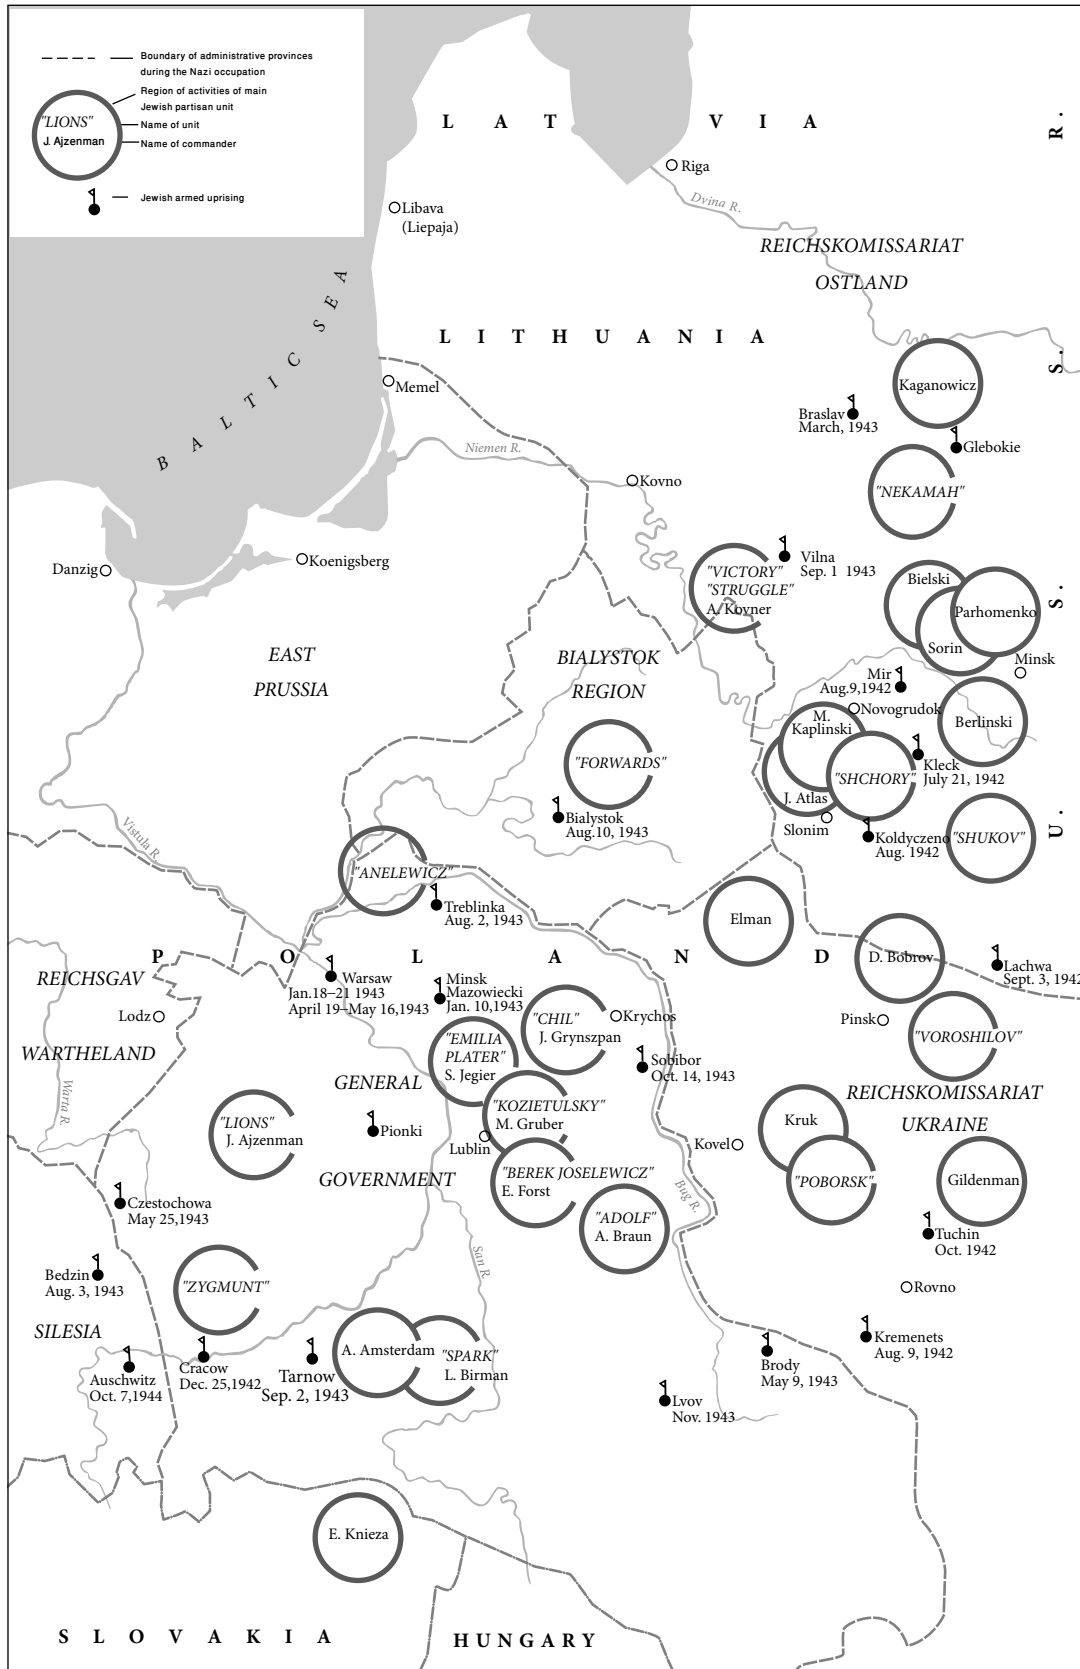 Boundary of administrative provinces
during the Nazi occupation
Region of activities of main
Jewish partisan unit
"LIONS"
J. Ajzenman
Name of unit
Name of commander
Jewish armed uprising
LATVIA
U. S. S. R.
Riga
Dvina R.
Libava
(Liepaja)
REICHSKOMISSARIAT
OSTLAND
BALTIC SEA
LITHUANIA
Memel
Kaganowicz
Braslav
March, 1943
Glebokie
Niemen R.
Kovno
"NEKAMAH"
Danzig
Koenigsberg
Vilna
Sep. 1 1943
"VICTORY"
"STRUGGLE"
A. Kovner
Bielski
Parhomenko
Sorin
Minsk
EAST
PRUSSIA
BIALYSTOK
REGION
Mir
Aug.9,1942
Novogrudok
M.
Kaplinski
Berlinski
"FORWARDS"
"SHCHORY"
Kleck
July 21, 1942
J. Atlas
Slonim
Bialystok
Aug.10, 1943
Koldyczeno
Aug. 1942
"SHUKOV"
Vistula R.
"ANELEWICZ"
Treblinka
Aug. 2, 1943
Elman
POLAND
D. Bobrov
Lachwa
Sept. 3, 1942
REICHSGAV
WARTHELAND
Warsaw
Jan.18–21 1943
April 19–May 16,1943
Minsk
Mazowiecki
Jan. 10,1943
Lodz
"CHIL"
J. Grynszpan
Krychos
Pinsk
"VOROSHILOV"
"EMILIA
PLATER"
S. Jegier
Sobibor
Oct. 14, 1943
Warta R.
GENERAL
GOVERNMENT
REICHSKOMISSARIAT
UKRAINE
"LIONS"
J. Ajzenman
Pionki
"KOZIETULSKY"
M. Gruber
Lublin
Kruk
Kovel
"BEREK JOSELEWICZ"
E. Forst
"POBORSK"
Gildenman
Bug R.
Czestochowa
May 25,1943
"ADOLF"
A. Braun
Tuchin
Oct. 1942
San R.
Bedzin
Aug. 3, 1943
"ZYGMUNT"
Rovno
SILESIA
Kremenets
Aug. 9, 1942
A. Amsterdam
"SPARK"
L. Birman
Cracow
Dec. 25,1942
Tarnow
Sep. 2, 1943
Auschwitz
Oct. 7,1944
Brody
May 9, 1943
Lvov
Nov. 1943
E. Knieza
SLOVAKIA
HUNGARY